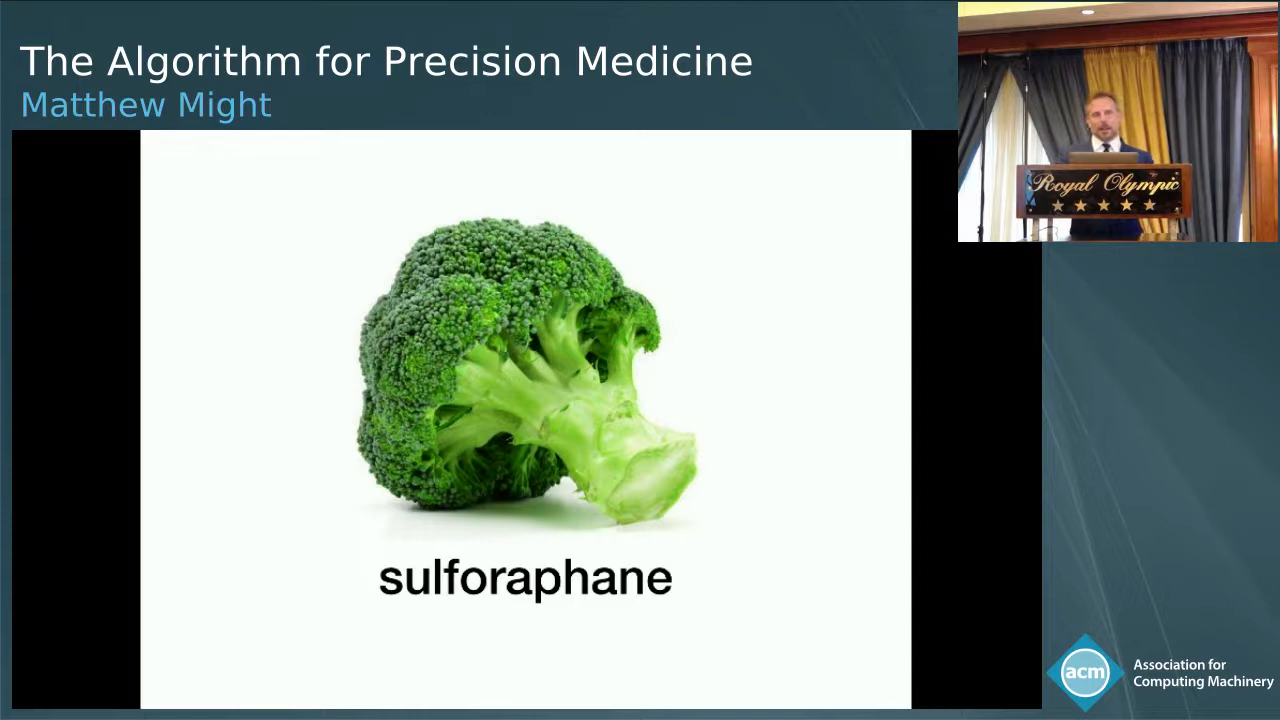 The Algorithm for Precision Medicine
Matthew Might
Royal Olympic
sulforaphane
acm
Association for
Computing Machinery